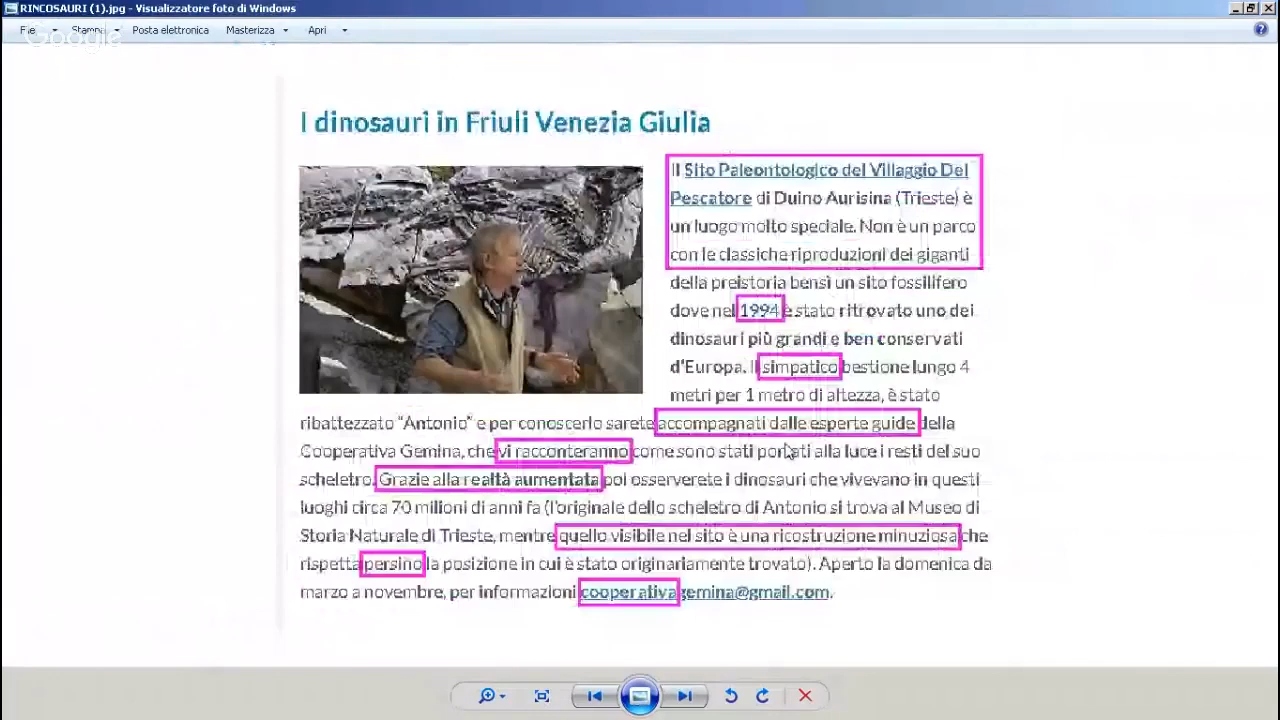 RINCOSAURI (1).jpg - Visualizzatore foto di Windows
File Stampa Posta elettronica Masterizza Apri
Google
I dinosauri in Friuli Venezia Giulia
Il Sito Paleontologico del Villaggio Del
Pescatore di Duino Aurisina (Trieste) è
un luogo molto speciale. Non è un parco
con le classiche riproduzioni dei giganti
della preistoria bensì un sito fossilifero
dove nel 1994 è stato ritrovato uno dei
dinosauri più grandi e ben conservati
d'Europa. Il simpatico bestione lungo 4
metri per 1 metro di altezza, è stato
ribattezzato "Antonio" e per conoscerlo sarete accompagnati dalle esperte guide della
Cooperativa Gemina, che vi racconteranno come sono stati portati alla luce i resti del suo
scheletro. Grazie alla realtà aumentata poi osserverete i dinosauri che vivevano in questi
luoghi circa 70 milioni di anni fa (l'originale dello scheletro di Antonio si trova al Museo di
Storia Naturale di Trieste, mentre quello visibile nel sito è una ricostruzione minuziosa che
rispetta persino la posizione in cui è stato originariamente trovato). Aperto la domenica da
marzo a novembre, per informazioni cooperativagemina@gmail.com.